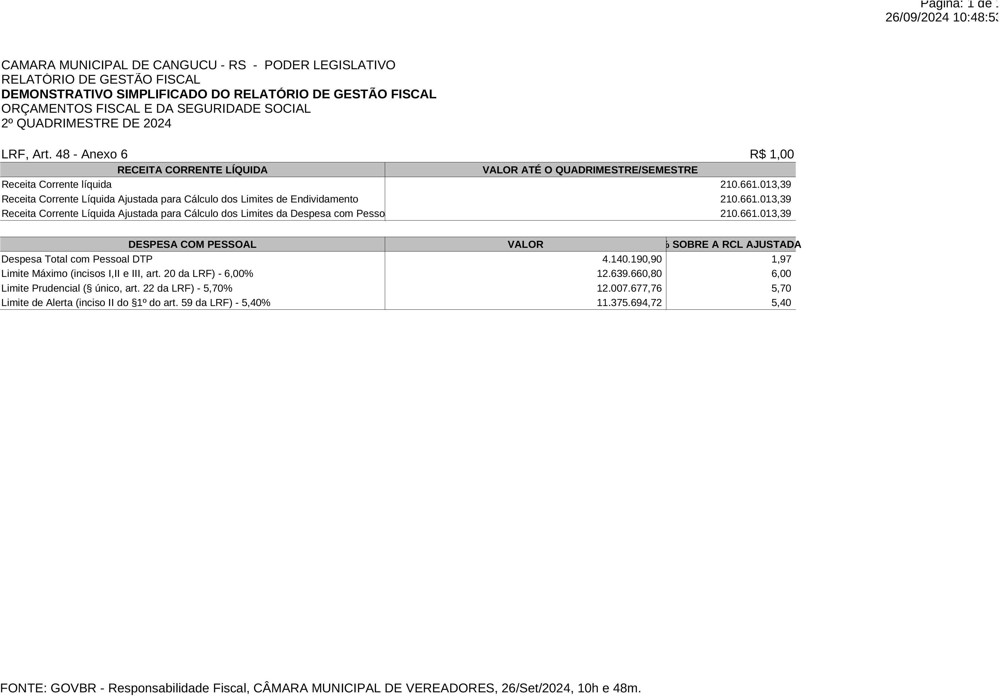 Página: 1 de
26/09/2024 10:48:53
CAMARA MUNICIPAL DE CANGUCU - RS - PODER LEGISLATIVO
RELATÓRIO DE GESTÃO FISCAL
DEMONSTRATIVO SIMPLIFICADO DO RELATÓRIO DE GESTÃO FISCAL
ORÇAMENTOS FISCAL E DA SEGURIDADE SOCIAL
2º QUADRIMESTRE DE 2024
LRF, Art. 48 - Anexo 6 R$ 1,00
RECEITA CORRENTE LÍQUIDA VALOR ATÉ O QUADRIMESTRE/SEMESTRE
Receita Corrente líquida 210.661.013,39
Receita Corrente Líquida Ajustada para Cálculo dos Limites de Endividamento 210.661.013,39
Receita Corrente Líquida Ajustada para Cálculo dos Limites da Despesa com Pesso 210.661.013,39
DESPESA COM PESSOAL VALOR % SOBRE A RCL AJUSTADA
Despesa Total com Pessoal DTP 4.140.190,90 1,97
Limite Máximo (incisos I,II e III, art. 20 da LRF) - 6,00% 12.639.660,80 6,00
Limite Prudencial (§ único, art. 22 da LRF) - 5,70% 12.007.677,76 5,70
Limite de Alerta (inciso II do §1º do art. 59 da LRF) - 5,40% 11.375.694,72 5,40
FONTE: GOVBR - Responsabilidade Fiscal, CÂMARA MUNICIPAL DE VEREADORES, 26/Set/2024, 10h e 48m.